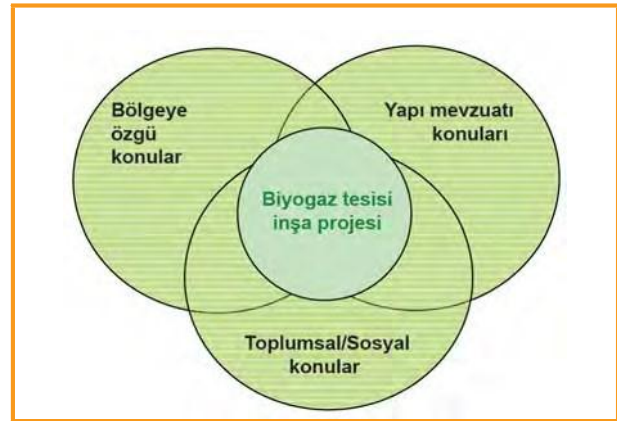 Bölgeye
özgü
konular
Yapı mevzuatı
konuları
Biyogaz tesisi
inşa projesi
Toplumsal/Sosyal
konular